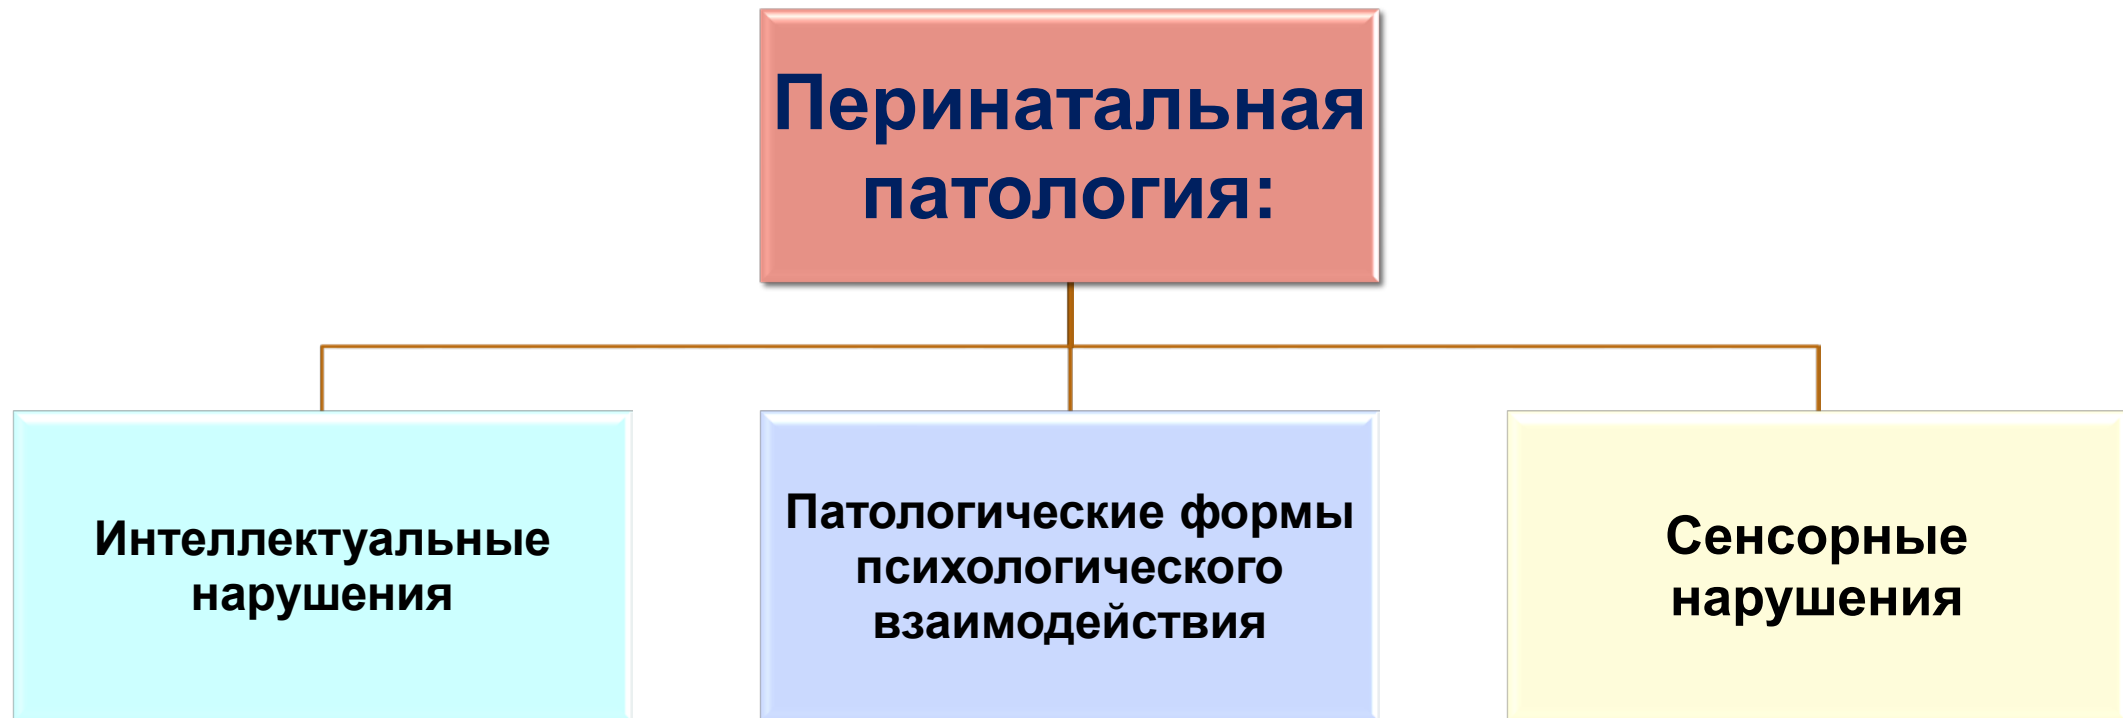 Перинатальная
патология:
Интеллектуальные
нарушения
Патологические формы
психологического
взаимодействия
Сенсорные
нарушения